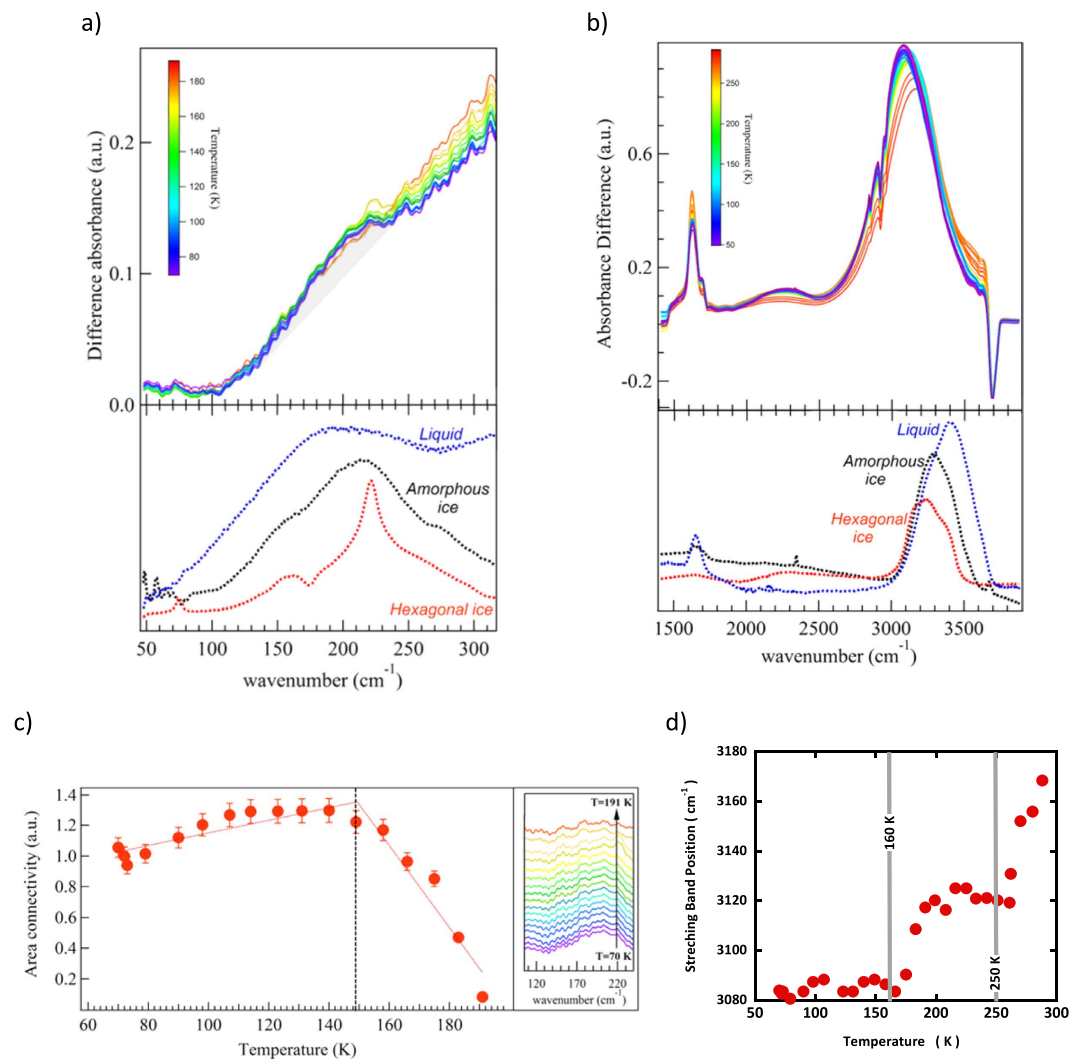 a)
b)
Difference absorbance (a.u.)
0.2
0.1
0.0
180
160
140
120
100
80
Temperature (K)
Liquid
Amorphous
ice
Hexagonal ice
50
100
150
200
250
300
wavenumber (cm-1)
Absorbance Difference (a.u.)
0.6
0.2
-0.2
250
200
150
100
50
Temperature (K)
Liquid
Amorphous
ice
Hexagonal
ice
1500
2000
2500
3000
3500
wavenumber (cm-1)
c)
Area connectivity (a.u.)
1.4
1.2
1.0
0.8
0.6
0.4
0.2
60
80
100
120
140
160
180
Temperature (K)
T=191 K
T=70 K
120
170
220
wavenumber (cm-1)
d)
Streching Band Position ( cm-1)
3180
3160
3140
3120
3100
3080
160 K
250 K
50
100
150
200
250
300
Temperature ( K )